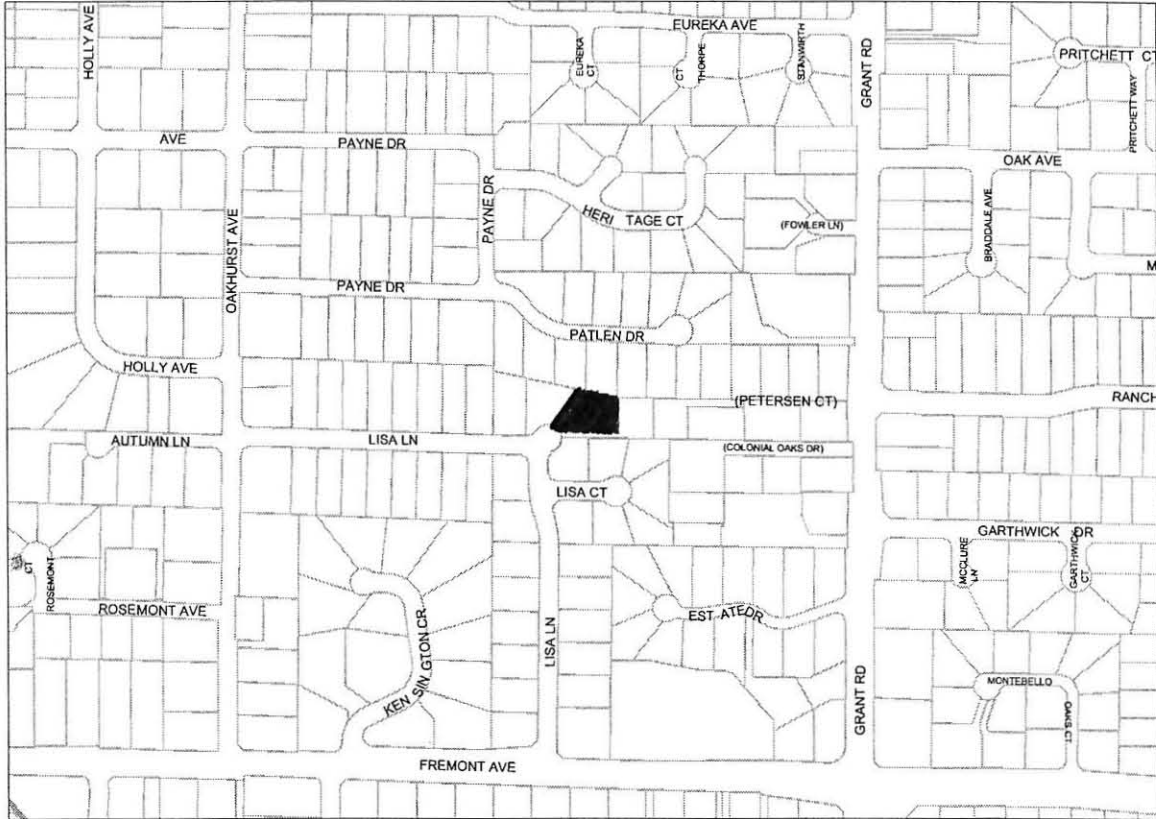 HOLLY AVE
EUREKA AVE
EUREKA CT
CT THORPE
STANWIRTH
GRANT RD
PRITCHETT CT
PRITCHETT WAY
AVE
PAYNE DR
OAK AVE
PAYNE DR
HERI TAGE CT
(FOWLER LN)
BRADDALE AVE
OAKHURST AVE
M
PAYNE DR
PATLEN DR
HOLLY AVE
(PETERSEN CT)
RANCH
AUTUMN LN
LISA LN
(COLONIAL OAKS DR)
LISA CT
GARTHWICK DR
MCCLURE LN
GARTHWICK CT
CT
ROSEMONT
ROSEMONT AVE
KEN SIN GTON CR
LISA LN
EST ATEDR
GRANT RD
MONTEBELLO
OAKS CT
FREMONT AVE